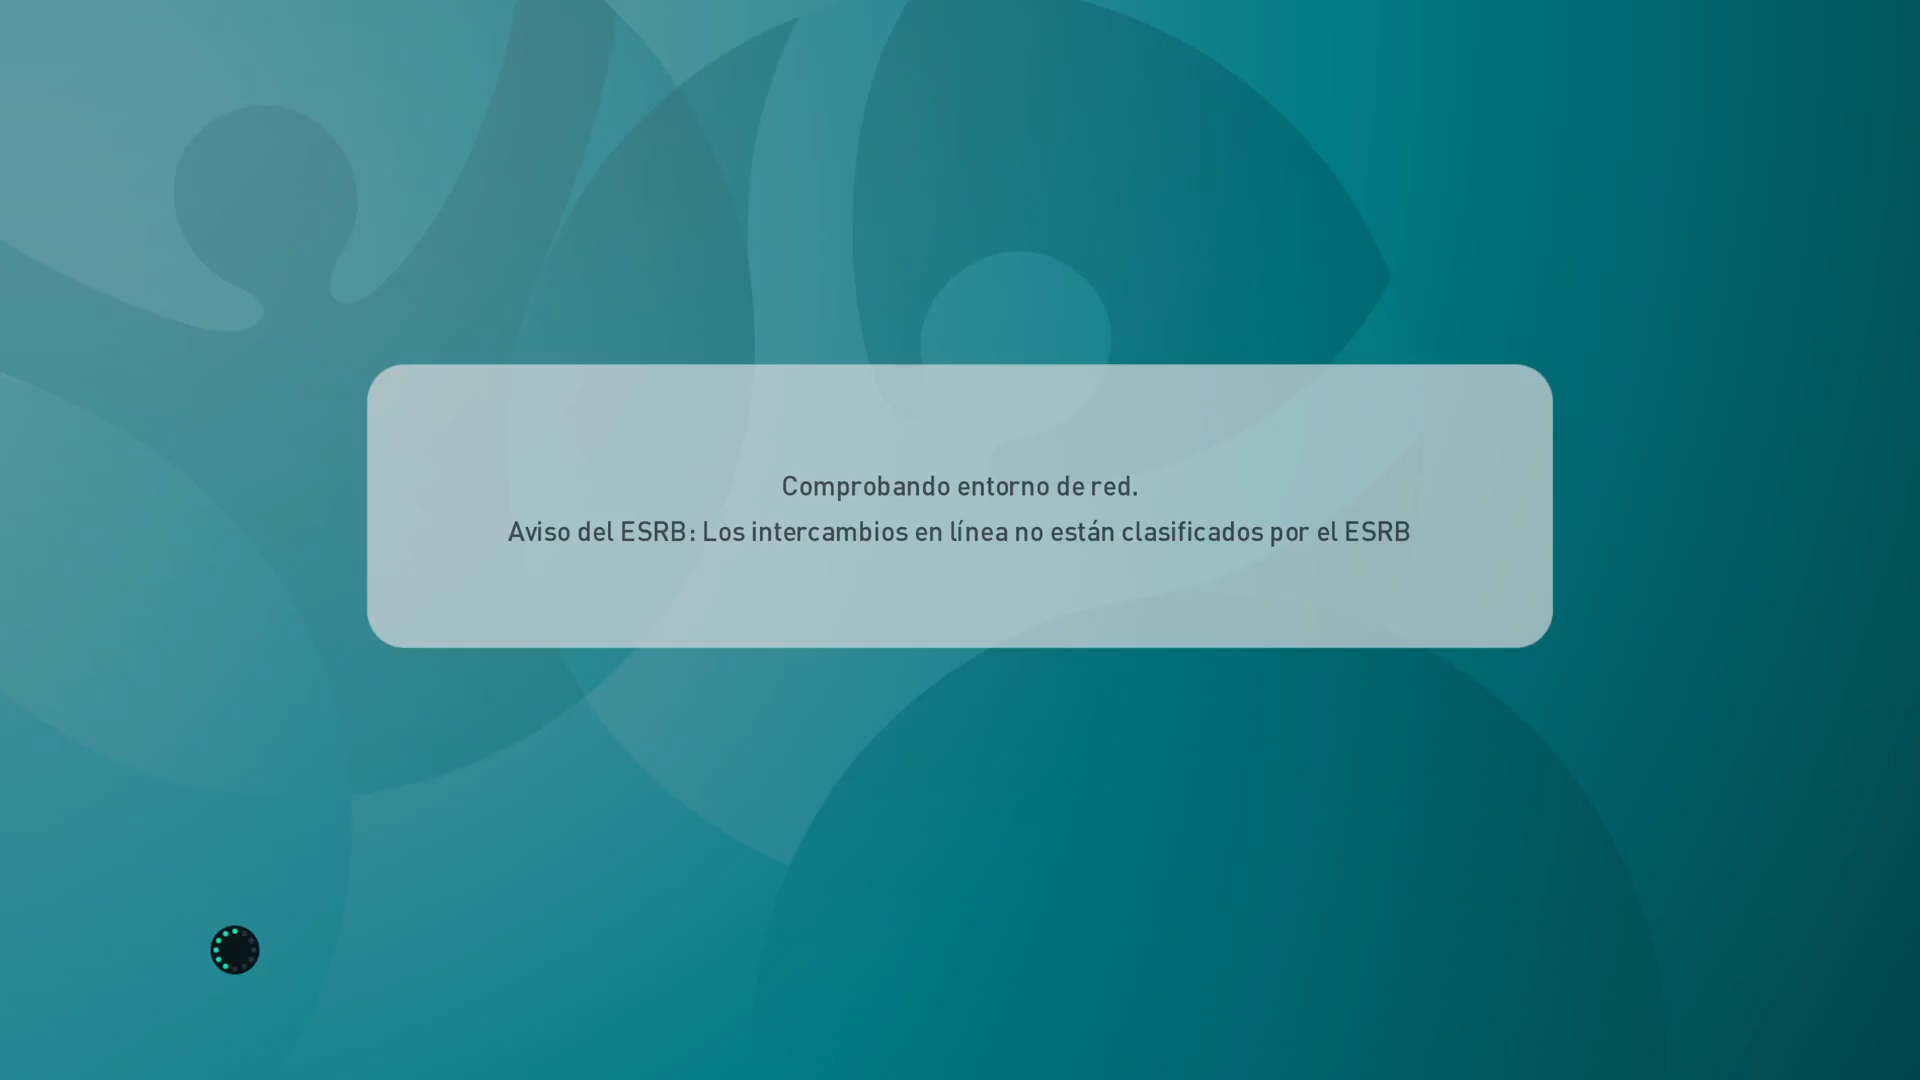 Comprobando entorno de red.
Aviso del ESRB: Los intercambios en línea no están clasificados por el ESRB